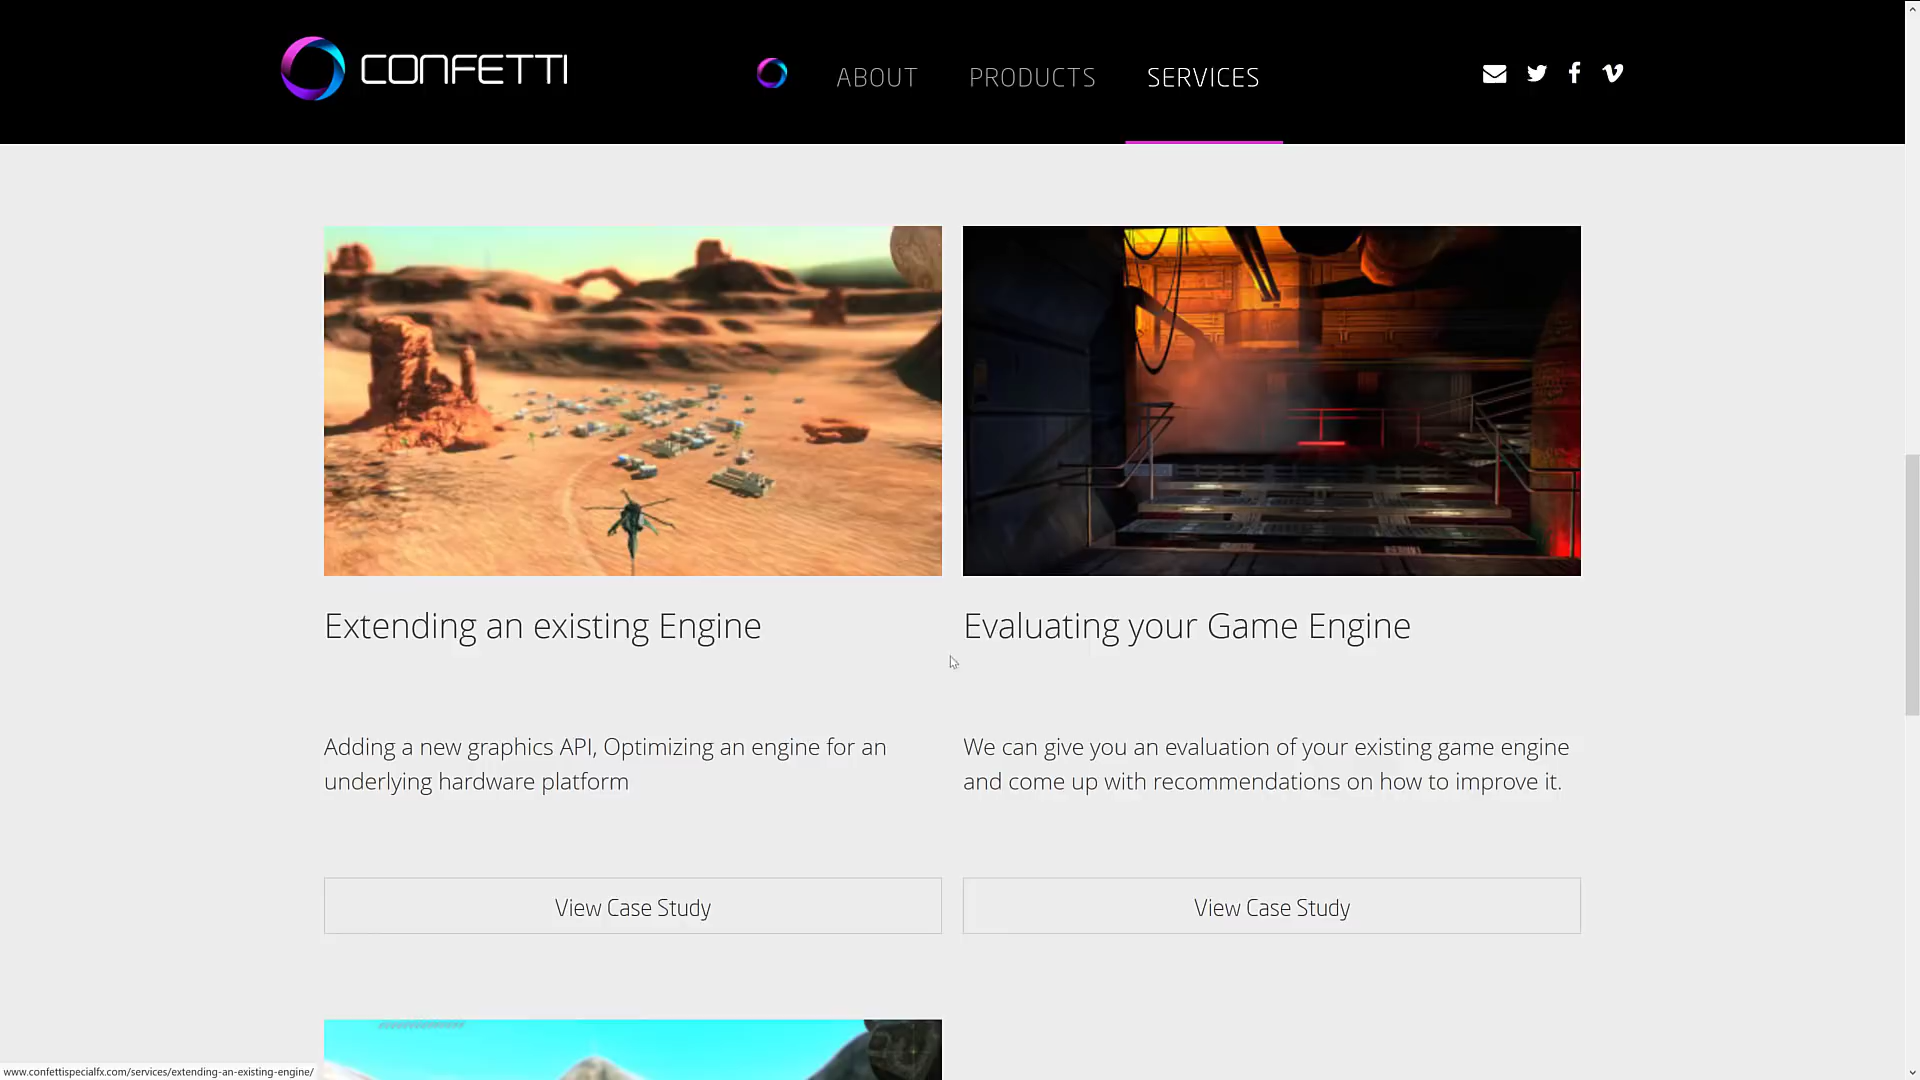 CONFETTI
ABOUT
PRODUCTS
SERVICES
Extending an existing Engine
Evaluating your Game Engine
Adding a new graphics API, Optimizing an engine for an
underlying hardware platform
We can give you an evaluation of your existing game engine
and come up with recommendations on how to improve it.
View Case Study
View Case Study
www.confettispecialfx.com/services/extending-an-existing-engine/